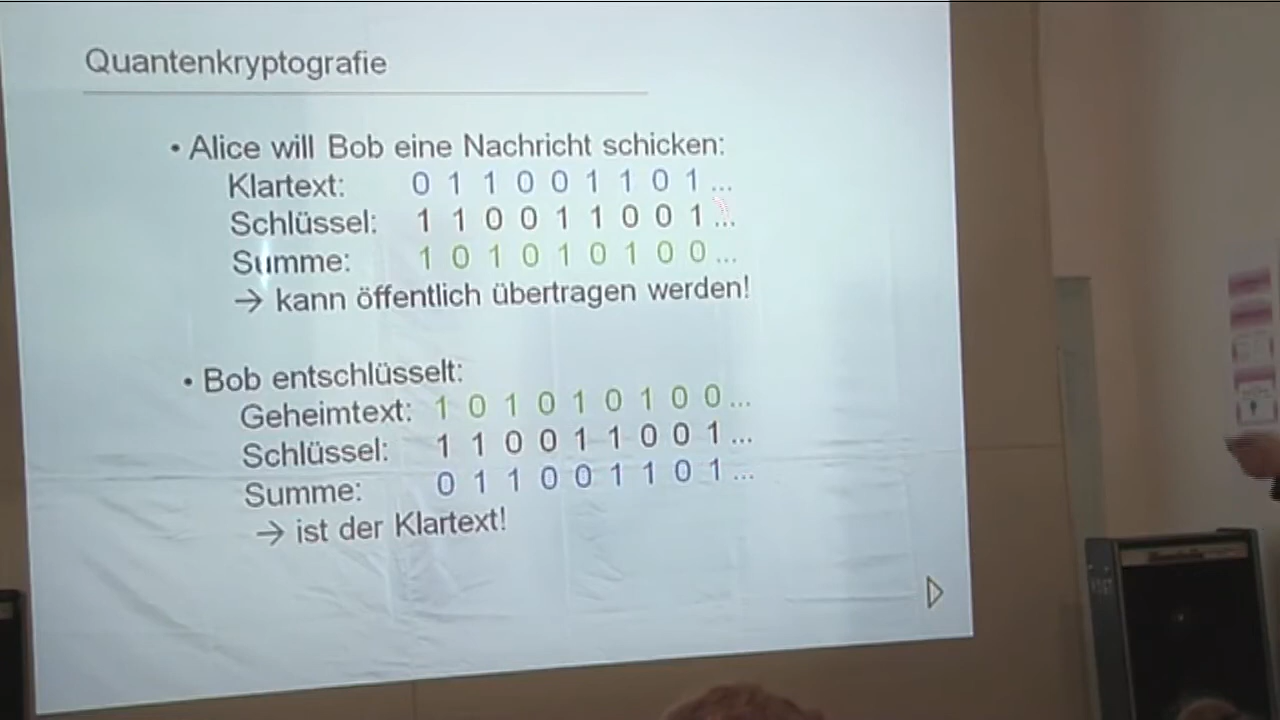 Quantenkryptografie
• Alice will Bob eine Nachricht schicken:
Klartext: 0 1 1 0 0 1 1 0 1 ...
Schlüssel: 1 1 0 0 1 1 0 0 1 ...
Summe: 1 0 1 0 1 0 1 0 0 ...
→ kann öffentlich übertragen werden!
• Bob entschlüsselt:
Geheimtext: 1 0 1 0 1 0 1 0 0 ...
Schlüssel: 1 1 0 0 1 1 0 0 1 ...
Summe: 0 1 1 0 0 1 1 0 1 ...
→ ist der Klartext!